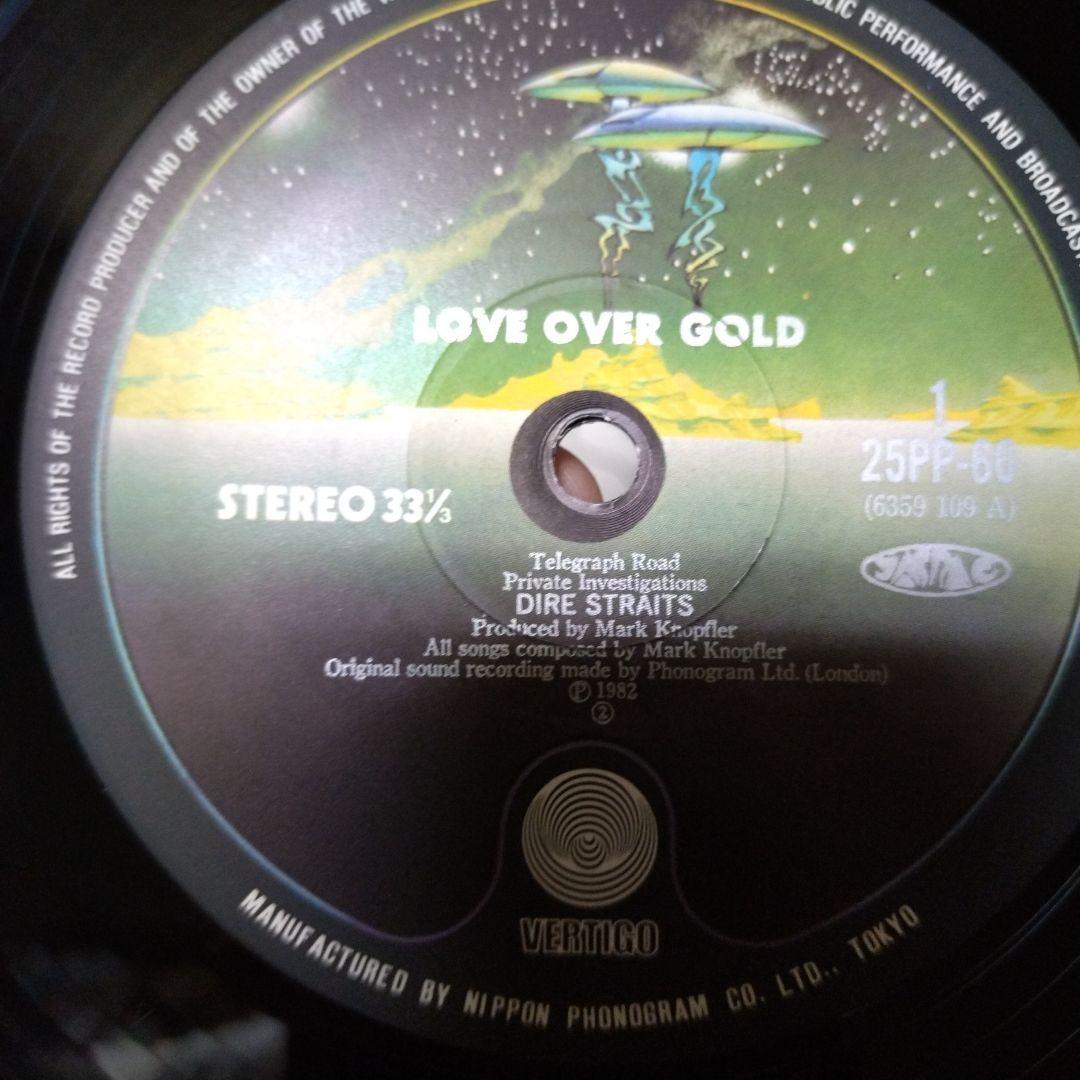 ALL RIGHTS OF THE RECORD PRODUCER AND OF THE OWNER OF THE
PERFORMANCE AND BROADCAST
LOVE OVER GOLD
1
25PP-60
(6359 109 A)
STEREO 33⅓
JASRAC
Telegraph Road
Private Investigations
DIRE STRAITS
Produced by Mark Knopfler
All songs composed by Mark Knopfler
Original sound recording made by Phonogram Ltd. (London)
Ⓟ 1982
②
VERTIGO
MANUFACTURED BY NIPPON PHONOGRAM CO. LTD., TOKYO